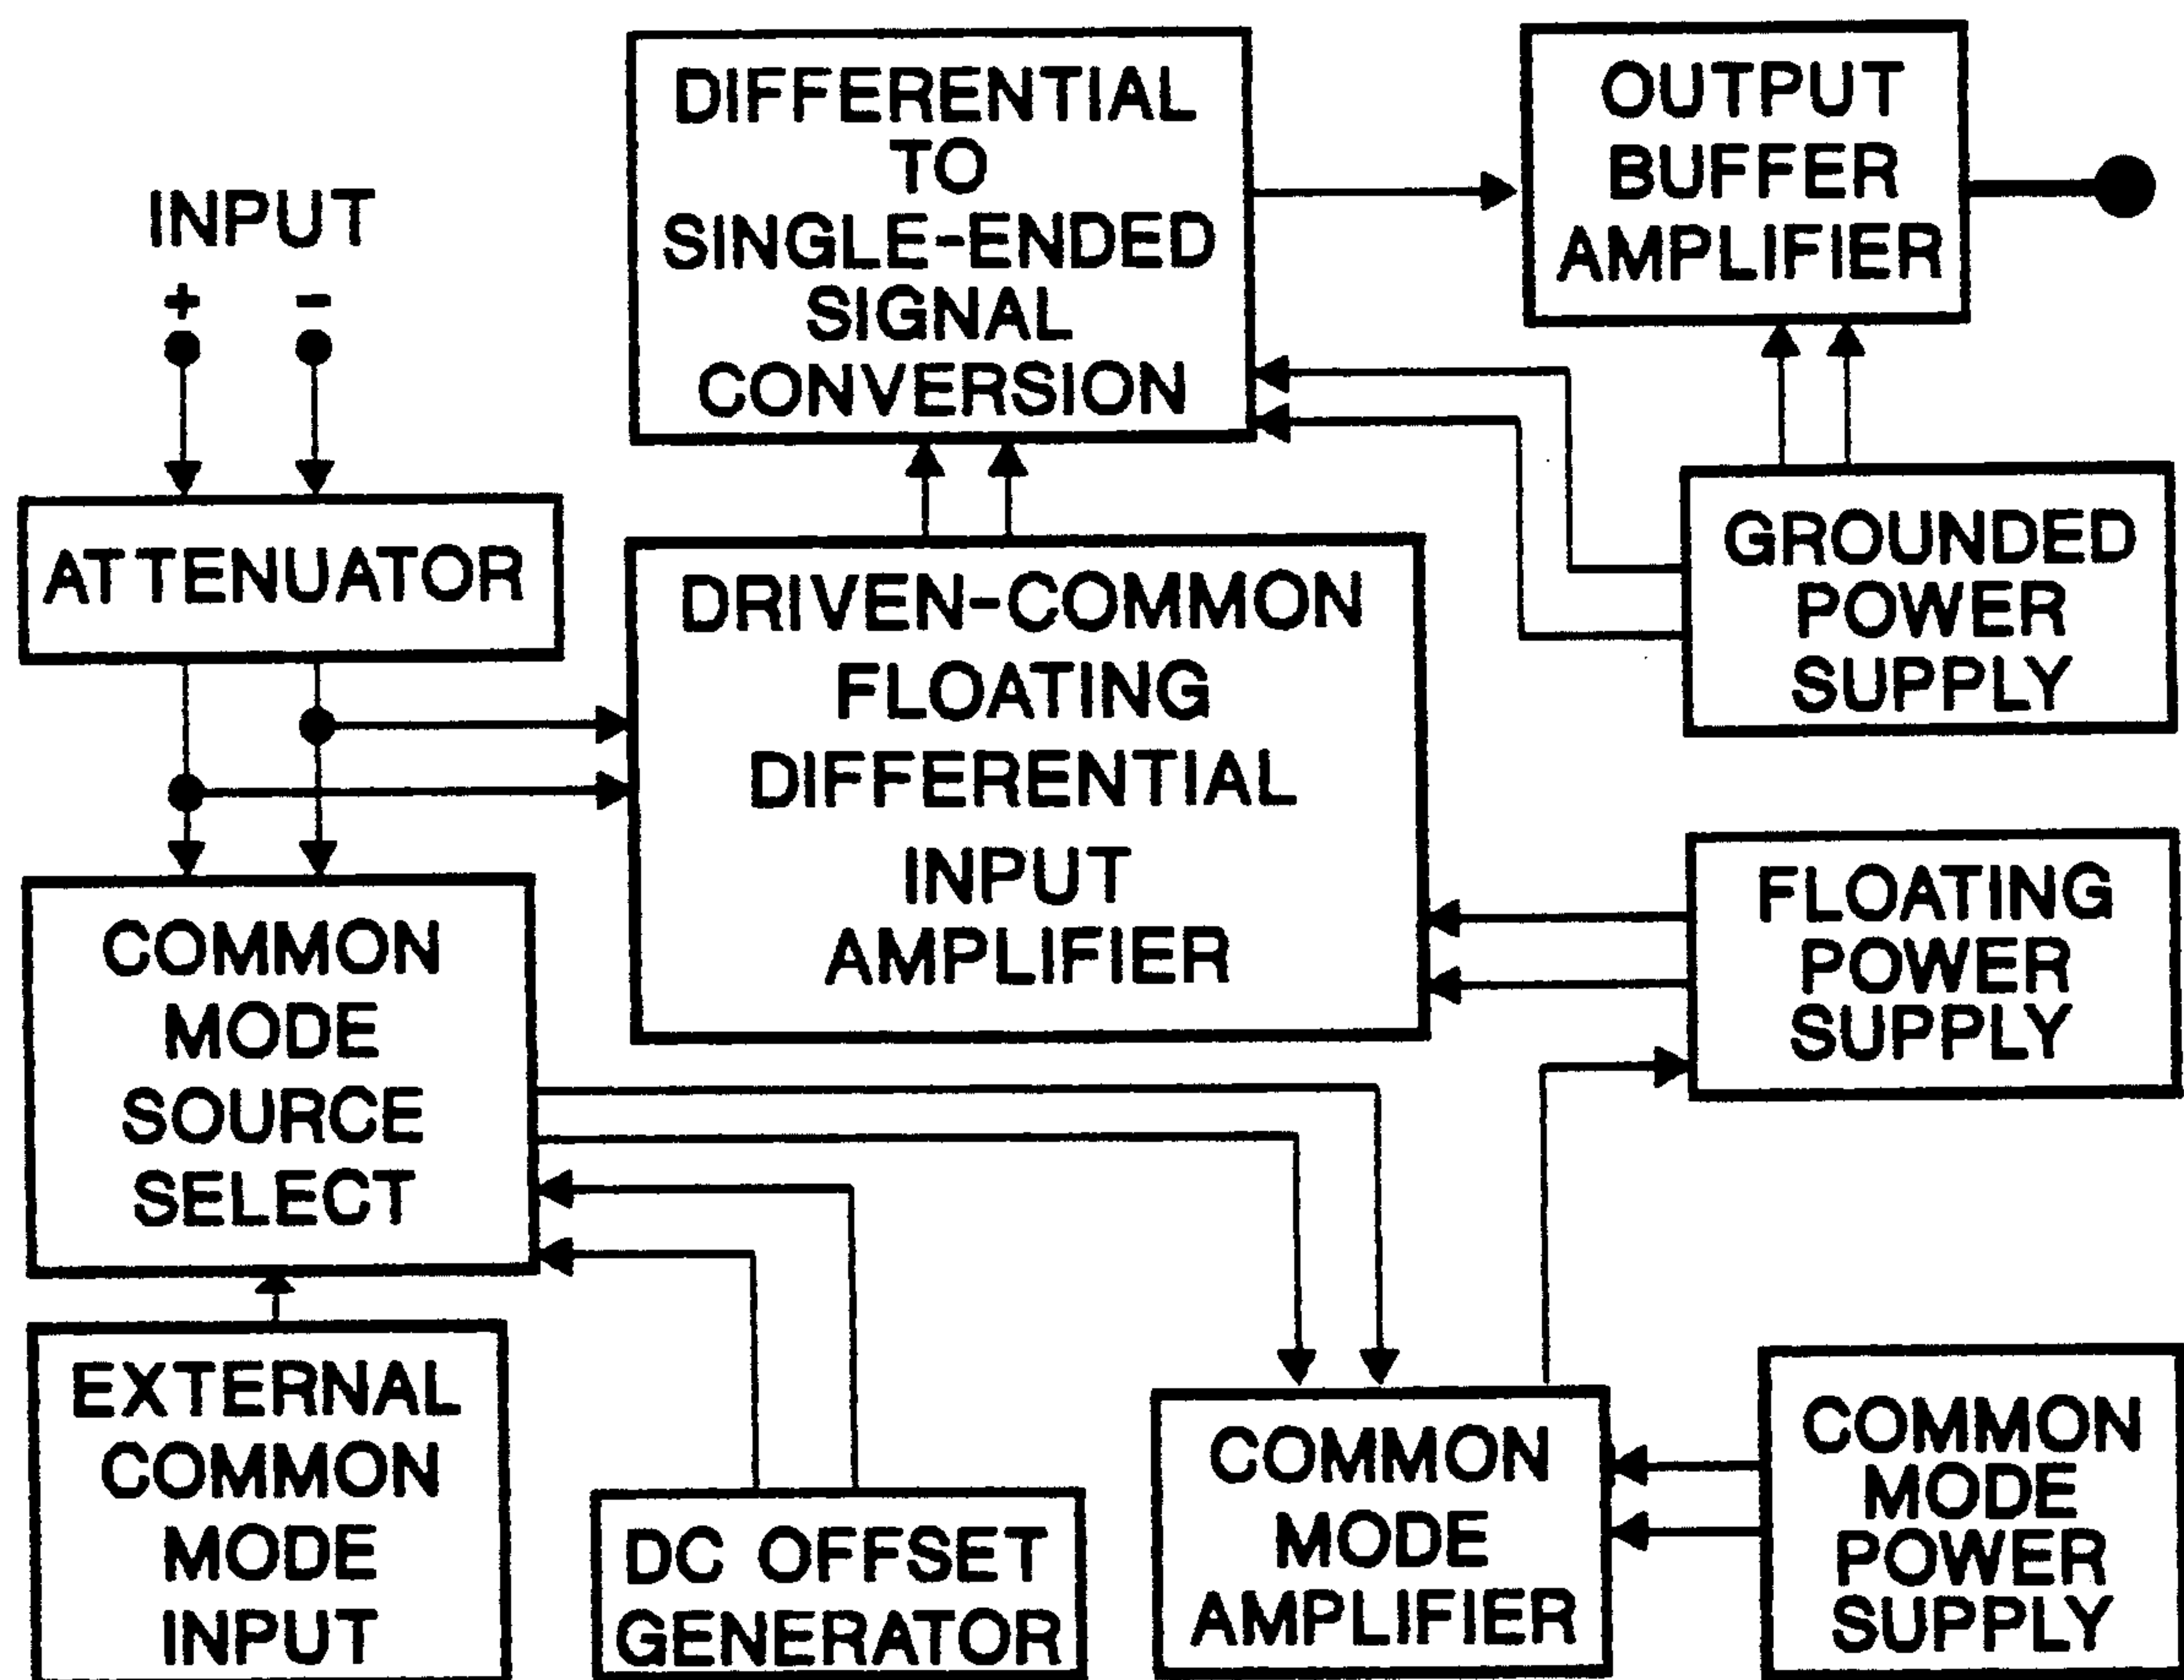 DIFFERENTIAL
TO
SINGLE-ENDED
SIGNAL
CONVERSION
OUTPUT
BUFFER
AMPLIFIER
INPUT
+ -
ATTENUATOR
DRIVEN-COMMON
FLOATING
DIFFERENTIAL
INPUT
AMPLIFIER
GROUNDED
POWER
SUPPLY
FLOATING
POWER
SUPPLY
COMMON
MODE
SOURCE
SELECT
EXTERNAL
COMMON
MODE
INPUT
DC OFFSET
GENERATOR
COMMON
MODE
AMPLIFIER
COMMON
MODE
POWER
SUPPLY